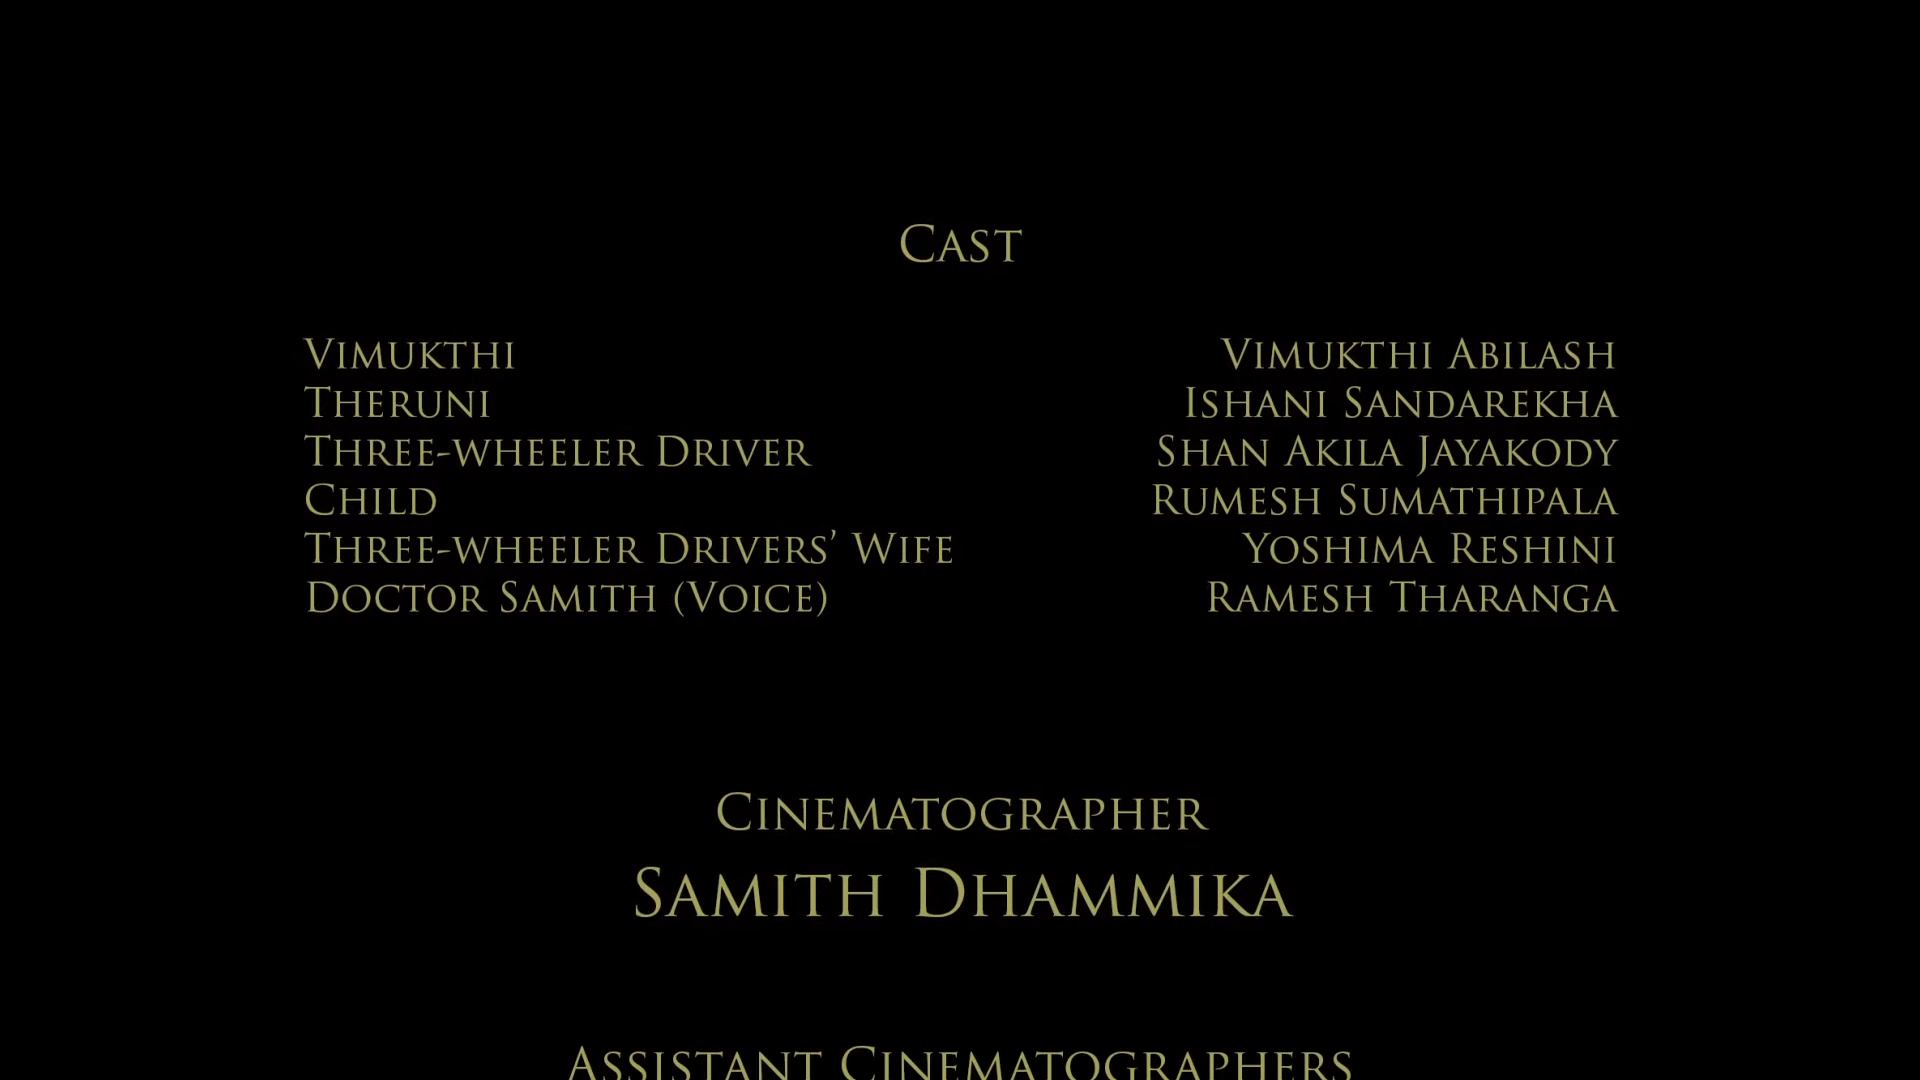 Cast
Vimukthi Vimukthi Abilash
Theruni Ishani Sandarekha
Three-wheeler Driver Shan Akila Jayakody
Child Rumesh Sumathipala
Three-wheeler Drivers’ Wife Yoshima Reshini
Doctor Samith (Voice) Ramesh Tharanga
Cinematographer
Samith Dhammika
Assistant Cinematographers